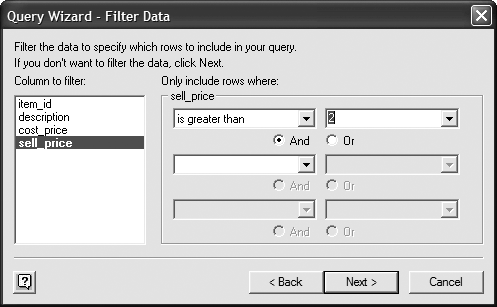 Query Wizard - Filter Data
Filter the data to specify which rows to include in your query.
If you don't want to filter the data, click Next.
Column to filter:
Only include rows where:
item_id
description
cost_price
sell_price
sell_price
is greater than
2
And
Or
And
Or
And
Or
?
< Back
Next >
Cancel